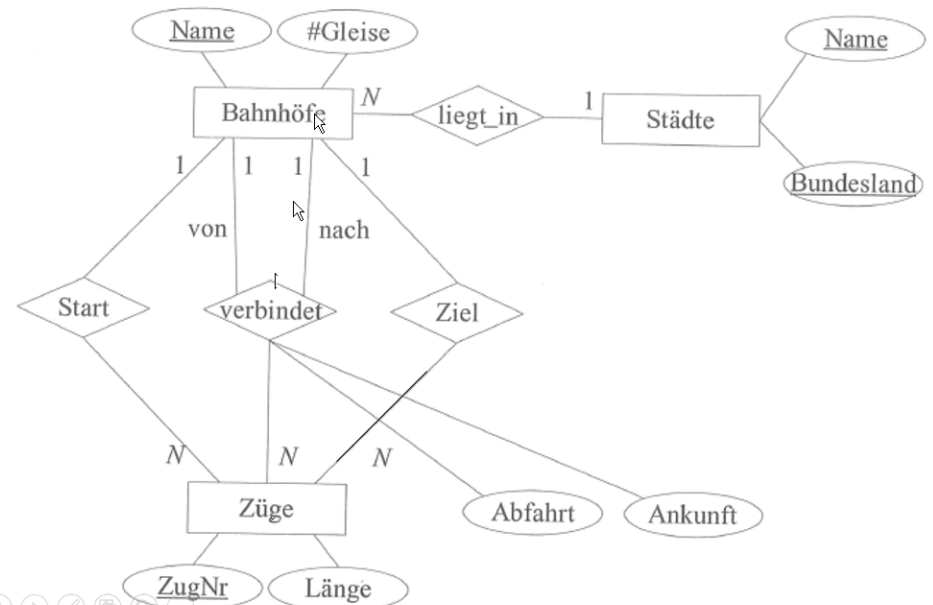 Name
#Gleise
Name
Bahnhöfe
N
liegt_in
1
Städte
Bundesland
1
1
1
1
von
nach
Start
verbindet
Ziel
N
N
N
Züge
Abfahrt
Ankunft
ZugNr
Länge